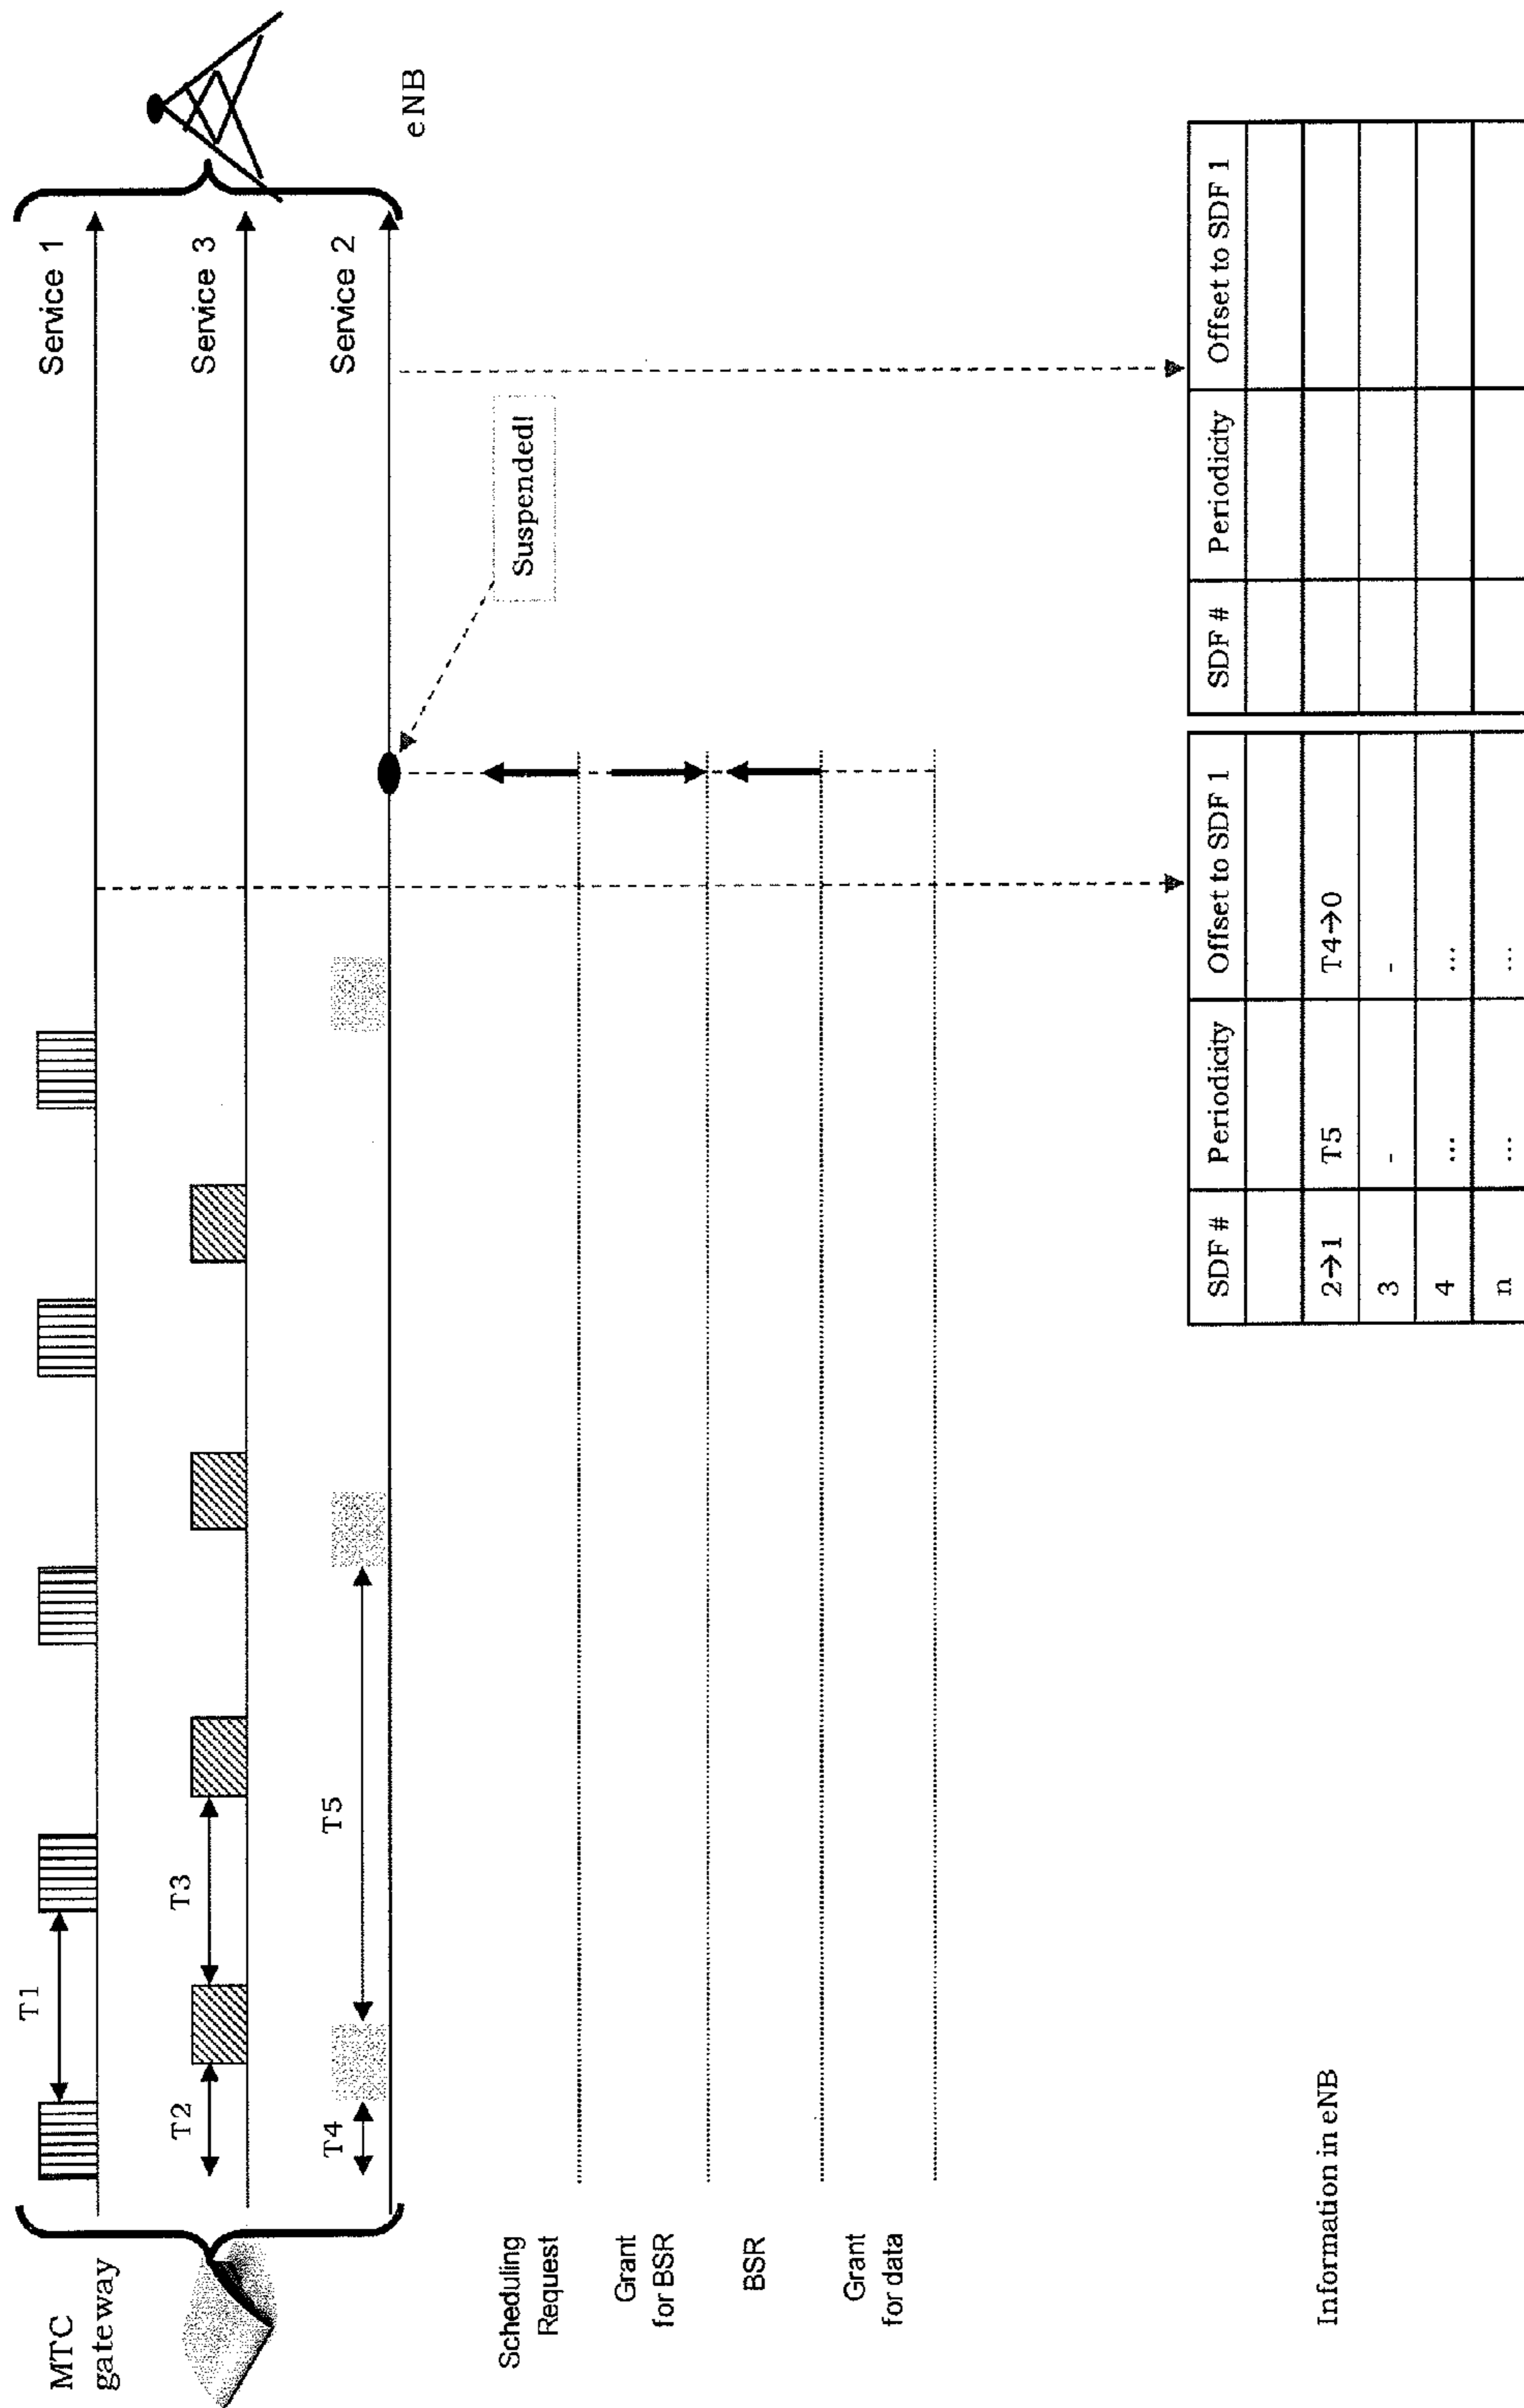 MTC
gateway
T1
Service 1
T2
T3
Service 3
T4
T5
Service 2
eNB
Suspended!
Scheduling
Request
Grant
for BSR
BSR
Grant
for data
Information in eNB
SDF # Periodicity Offset to SDF 1
2→1 T5 T4→0
3 - -
4 ... ...
n ... ...
SDF # Periodicity Offset to SDF 1